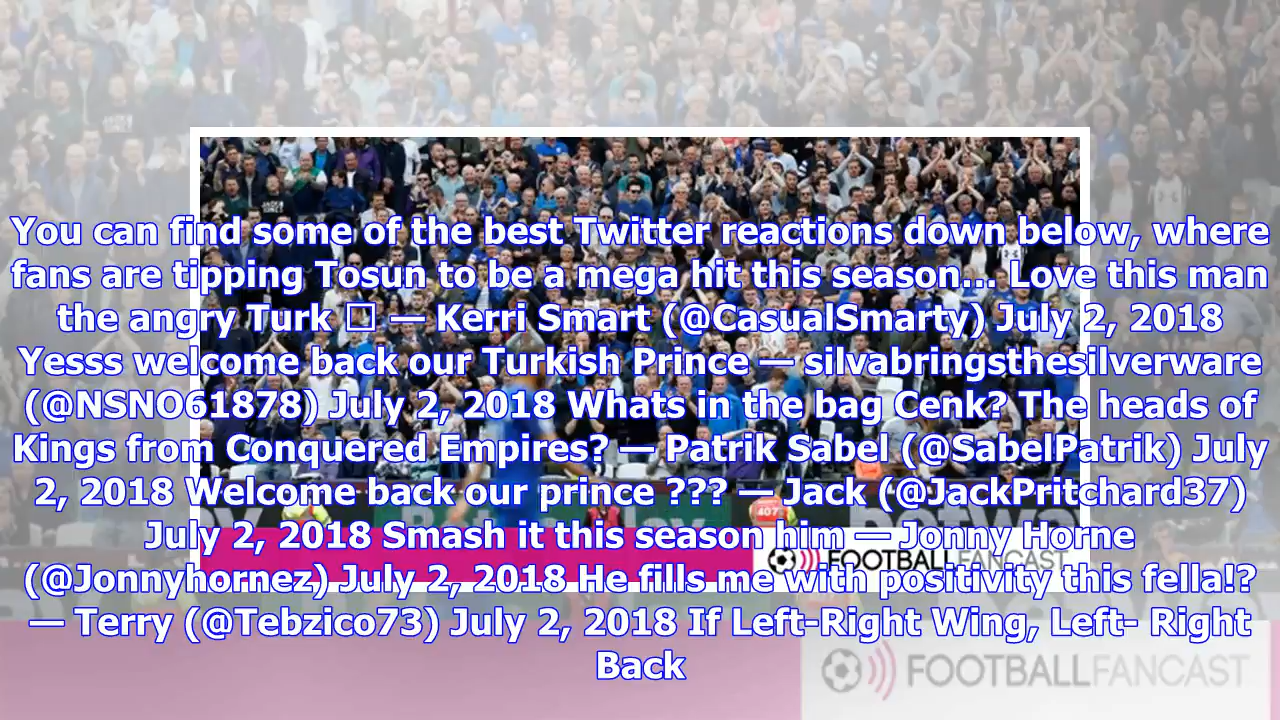 You can find some of the best Twitter reactions down below, where
fans are tipping Tosun to be a mega hit this season... Love this man
the angry Turk □ — Kerri Smart (@CasualSmarty) July 2, 2018
Yesss welcome back our Turkish Prince — silvabringsthesilverware
(@NSNO61878) July 2, 2018 Whats in the bag Cenk? The heads of
Kings from Conquered Empires? — Patrik Sabel (@SabelPatrik) July
2, 2018 Welcome back our prince ??? — Jack (@JackPritchard37)
July 2, 2018 Smash it this season him — Jonny Horne
(@Jonnyhornez) July 2, 2018 He fills me with positivity this fella!?
— Terry (@Tebzico73) July 2, 2018 If Left-Right Wing, Left- Right
Back
407
FOOTBALLFANCAST
FOOTBALLFANCAST